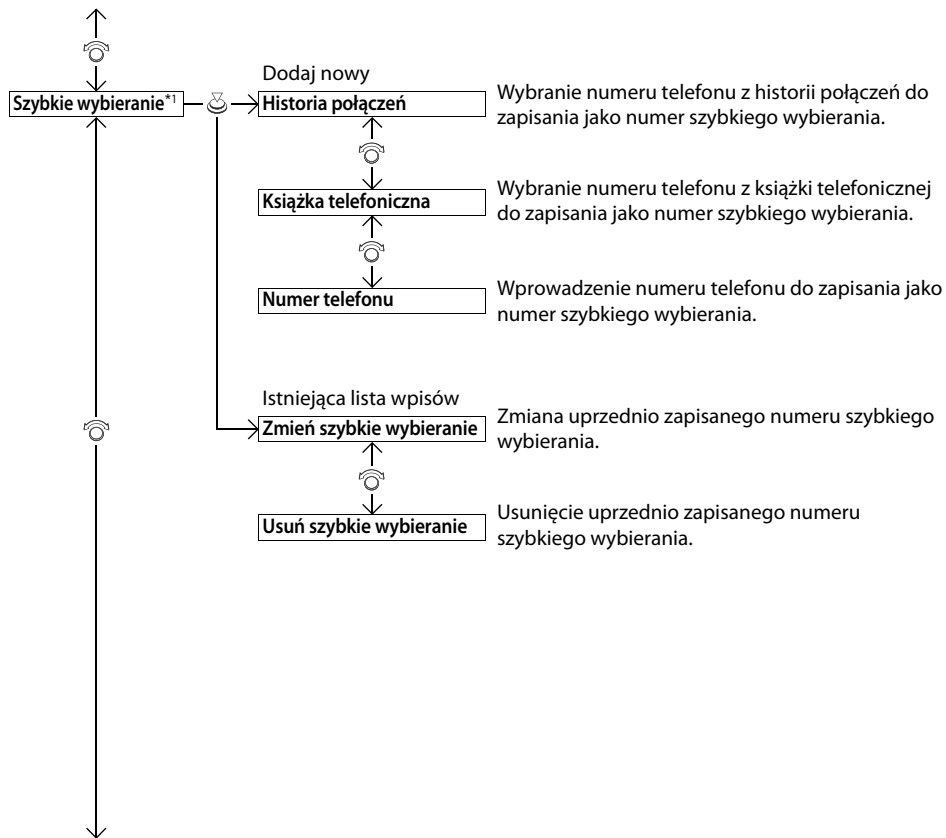 Dodaj nowy
Szybkie wybieranie*1
Historia połączeń
Wybranie numeru telefonu z historii połączeń do
zapisania jako numer szybkiego wybierania.
Książka telefoniczna
Wybranie numeru telefonu z książki telefonicznej
do zapisania jako numer szybkiego wybierania.
Numer telefonu
Wprowadzenie numeru telefonu do zapisania jako
numer szybkiego wybierania.
Istniejąca lista wpisów
Zmień szybkie wybieranie
Zmiana uprzednio zapisanego numeru szybkiego
wybierania.
Usuń szybkie wybieranie
Usunięcie uprzednio zapisanego numeru
szybkiego wybierania.